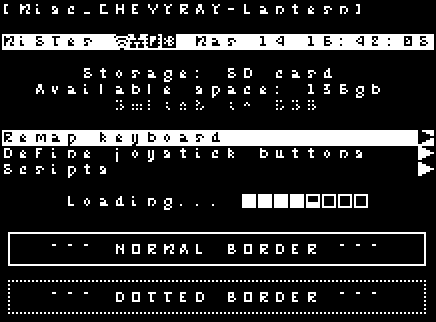 [Misc_CHEVYRAY-Lantern]
MiSTer Mar 14 16:42:08
Storage: SD card
Available space: 136gb
Remap keyboard
Define joystick buttons
Scripts
Loading...
--- NORMAL BORDER ---
--- DOTTED BORDER ---